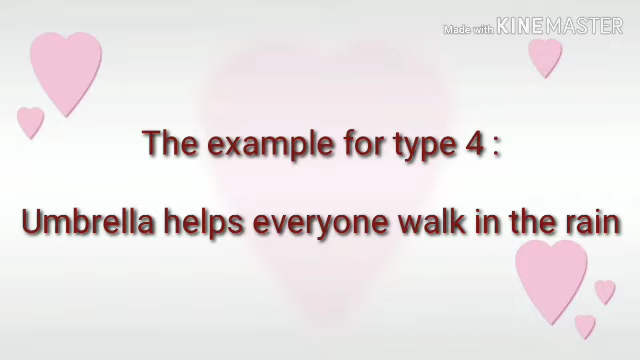 Made with KINEMASTER
The example for type 4 :
Umbrella helps everyone walk in the rain